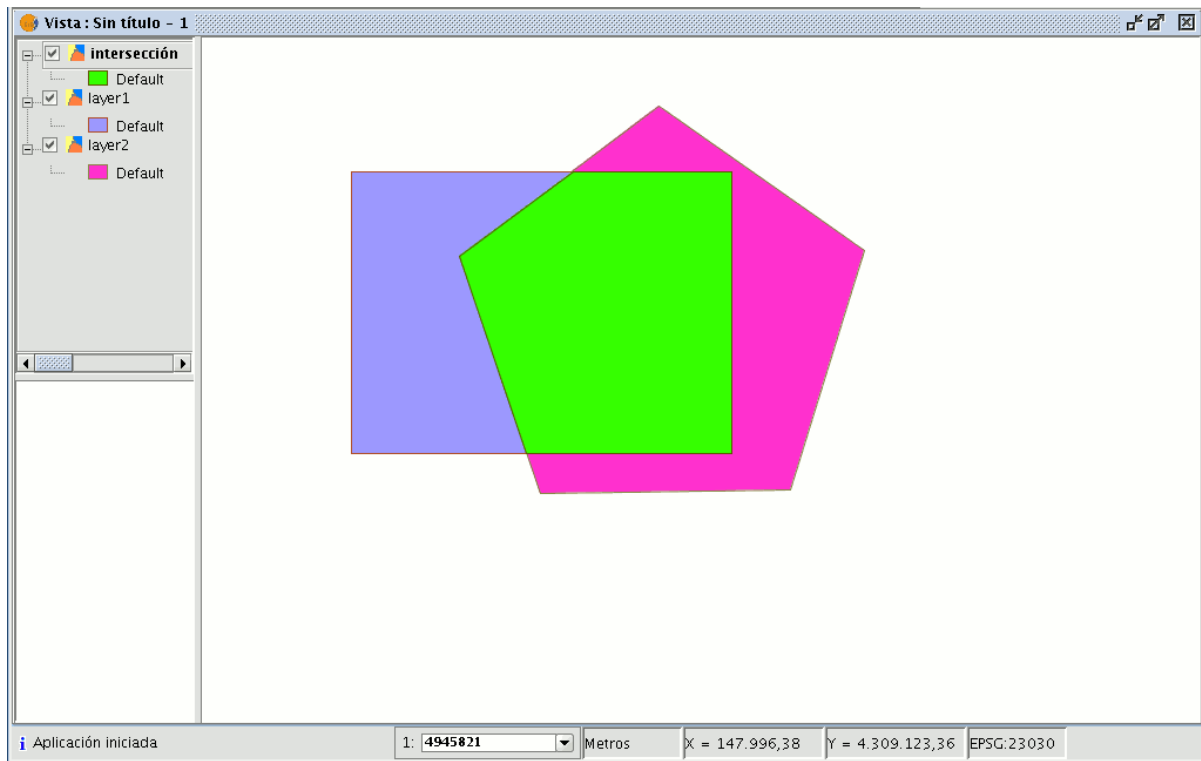 Vista : Sin título – 1
intersección
Default
layer1
Default
layer2
Default
i Aplicación iniciada
1: 4945821
Metros
X = 147.996,38
Y = 4.309.123,36
EPSG:23030